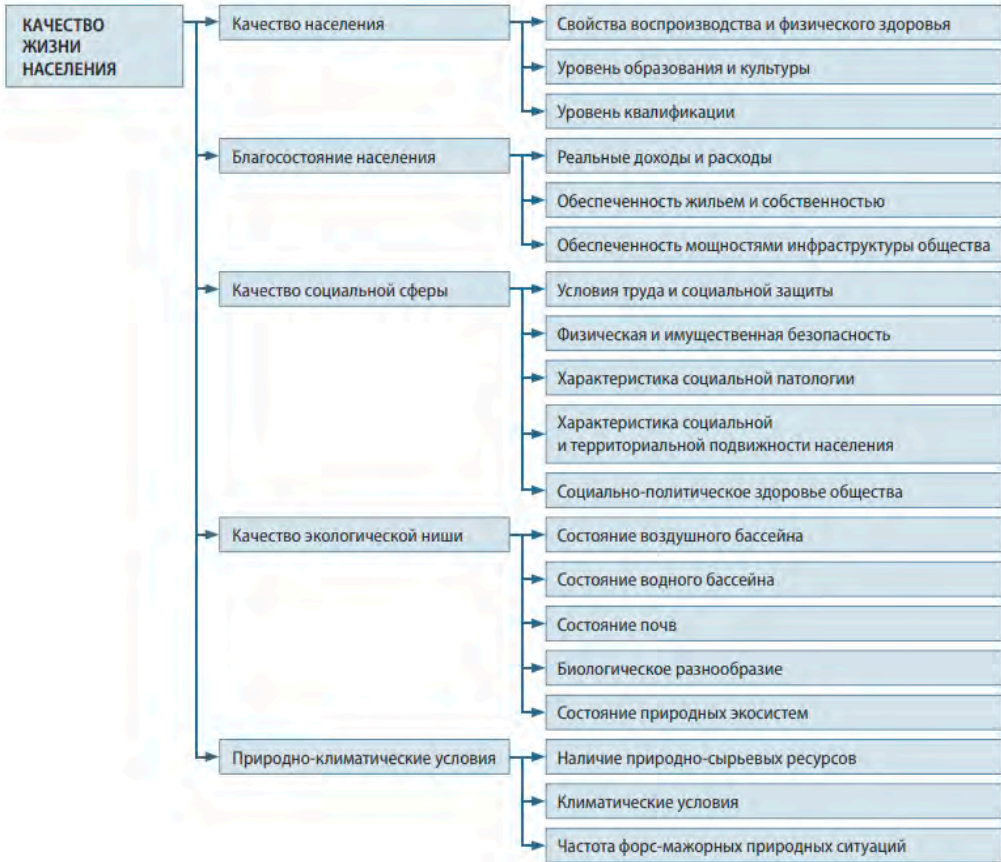 КАЧЕСТВО
ЖИЗНИ
НАСЕЛЕНИЯ
Качество населения
Свойства воспроизводства и физического здоровья
Уровень образования и культуры
Уровень квалификации
Благосостояние населения
Реальные доходы и расходы
Обеспеченность жильем и собственностью
Обеспеченность мощностями инфраструктуры общества
Качество социальной сферы
Условия труда и социальной защиты
Физическая и имущественная безопасность
Характеристика социальной патологии
Характеристика социальной
и территориальной подвижности населения
Социально-политическое здоровье общества
Качество экологической ниши
Состояние воздушного бассейна
Состояние водного бассейна
Состояние почв
Биологическое разнообразие
Состояние природных экосистем
Природно-климатические условия
Наличие природно-сырьевых ресурсов
Климатические условия
Частота форс-мажорных природных ситуаций